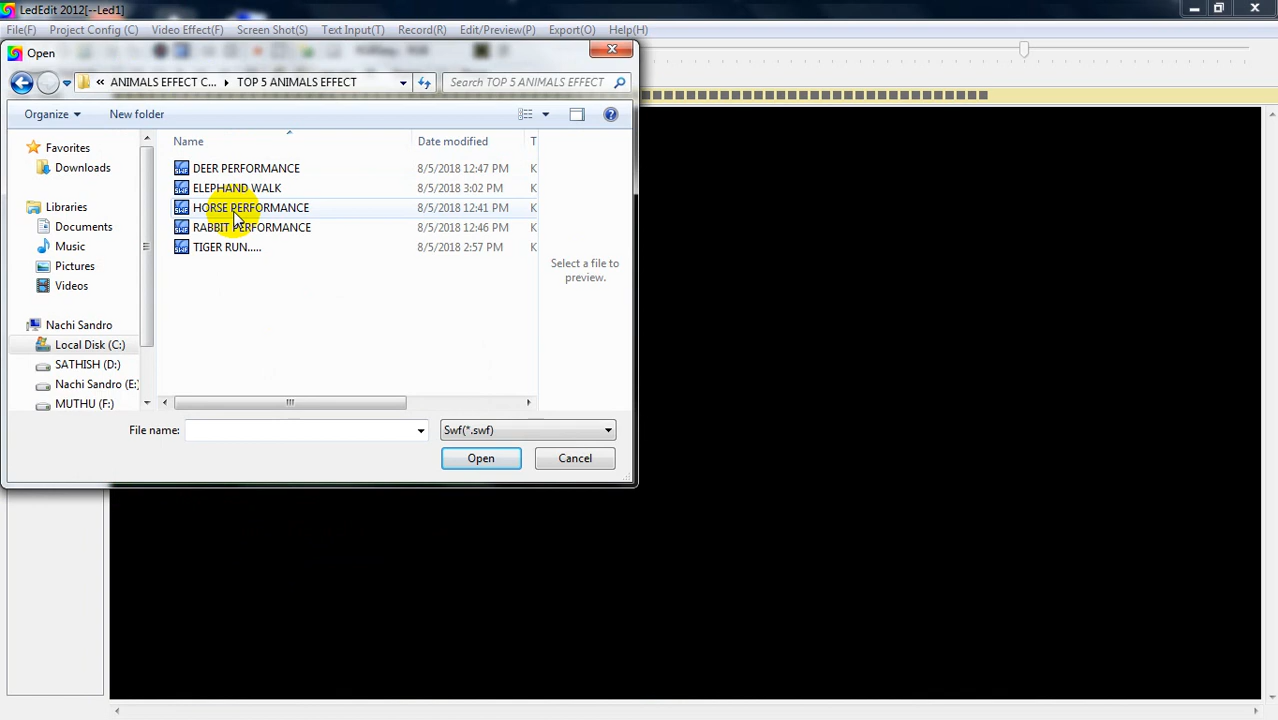 LedEdit 2012[--Led1]
File(F) Project Config (C) Video Effect(F) Screen Shot(S) Text Input(T) Record(R) Edit/Preview(P) Export(O) Help(H)
Open
« ANIMALS EFFECT C... TOP 5 ANIMALS EFFECT Search TOP 5 ANIMALS EFFECT
Organize New folder
Name Date modified T
Favorites
Downloads
Libraries
Documents
Music
Pictures
Videos
Nachi Sandro
Local Disk (C:)
SATHISH (D:)
Nachi Sandro (E:)
MUTHU (F:)
DEER PERFORMANCE 8/5/2018 12:47 PM K
ELEPHAND WALK 8/5/2018 3:02 PM K
HORSE PERFORMANCE 8/5/2018 12:41 PM K
RABBIT PERFORMANCE 8/5/2018 12:46 PM K
TIGER RUN..... 8/5/2018 2:57 PM K
Select a file to
preview.
File name: Swf(*.swf)
Open Cancel